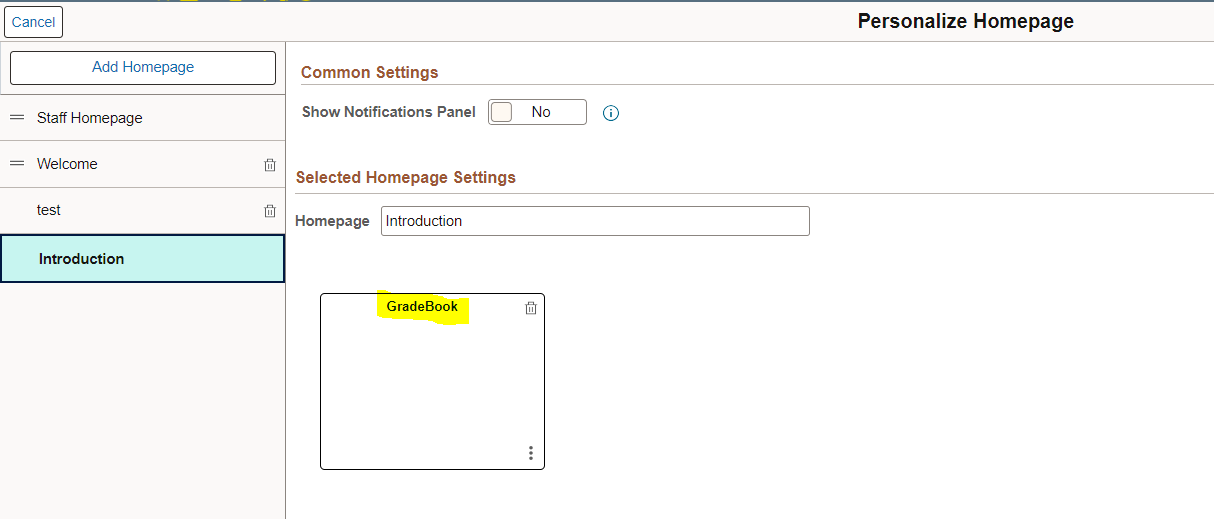 Cancel
Personalize Homepage
Add Homepage
Common Settings
Show Notifications Panel
No
Staff Homepage
Welcome
Selected Homepage Settings
test
Homepage
Introduction
Introduction
GradeBook